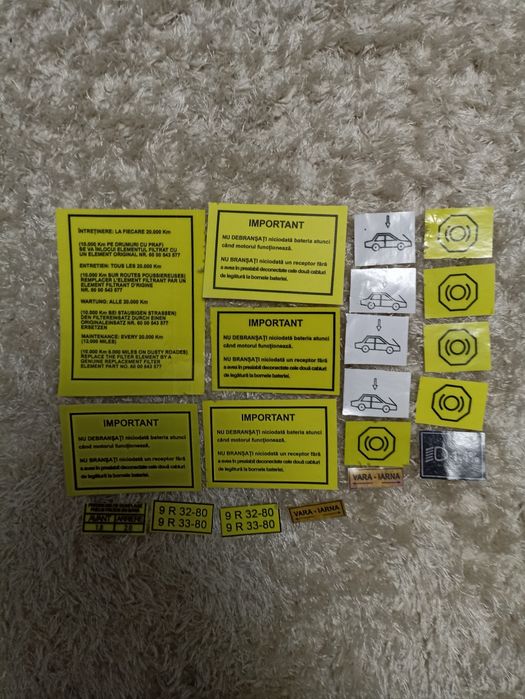 ÎNTREȚINERE: LA FIECARE 20.000 Km
(10.000 Km PE DRUMURI CU PRAF)
SE VA ÎNLOCUI ELEMENTUL FILTRAT CU
UN ELEMENT ORIGINAL NR. 60 00 543 577
ENTRETIEN: TOUS LES 20.000 Km
(10.000 Km SUR ROUTES POUSSIEREUSES)
REMPLACER L'ELEMENT FILTRANT PAR UN
ELEMENT FILTRANT D'RIGINE
NR. 60 00 543 577
WARTUNG: ALLE 20.000 Km
(10.000 Km BEI STAUBIGEN STRASSEN)
DEN FILTEREINSATZ DURCH EINEN
ORIGINALEINSATZ NR. 60 00 543 577
ERSETZEN
MAINTENANCE: EVERY 20.000 Km
(12.000 MILES)
(10.000 Km 6.000 MILES ON DUSTY ROADES)
REPLACE THE FILTER ELEMENT BY A
GENUINE REPLACEMENT FILTER
ELEMENT PART NO. 60 00 543 577
IMPORTANT
NU DEBRANȘAȚI niciodată bateria atunci
când motorul funcționează.
NU BRANȘAȚI niciodată un receptor fără
a avea în prealabil deconectate cele două cabluri
de legătură la bornele bateriei.
IMPORTANT
NU DEBRANȘAȚI niciodată bateria atunci
când motorul funcționează.
NU BRANȘAȚI niciodată un receptor fără
a avea în prealabil deconectate cele două cabluri
de legătură la bornele bateriei.
IMPORTANT
NU DEBRANȘAȚI niciodată bateria atunci
când motorul funcționează.
NU BRANȘAȚI niciodată un receptor fără
a avea în prealabil deconectate cele două cabluri
de legătură la bornele bateriei.
IMPORTANT
NU DEBRANȘAȚI niciodată bateria atunci
când motorul funcționează.
NU BRANȘAȚI niciodată un receptor fără
a avea în prealabil deconectate cele două cabluri
de legătură la bornele bateriei.
VARA - IARNA
AVANT ARRIERE
1,8 2,0
9 R 32-80
9 R 33-80
9 R 32-80
9 R 33-80
VARA - IARNA